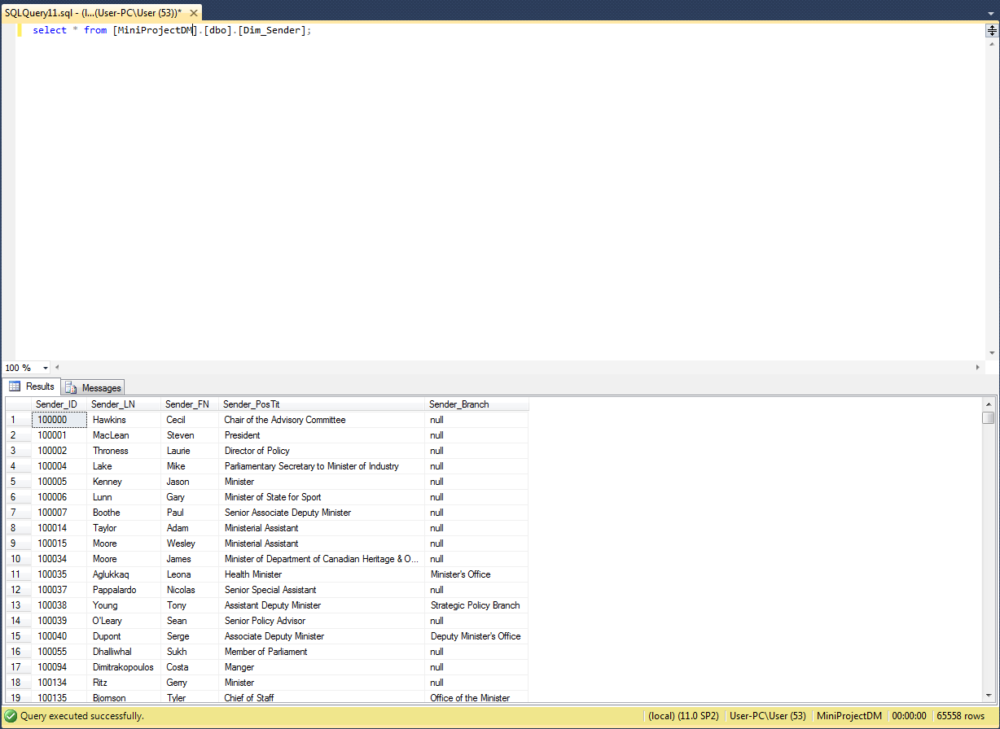 SQLQuery11.sql - (l...(User-PC\User (53))* ×
select * from [MiniProjectDM].[dbo].[Dim_Sender];
100 %
Results Messages
Sender_ID Sender_LN Sender_FN Sender_PosTit Sender_Branch
1 100000 Hawkins Cecil Chair of the Advisory Committee null
2 100001 MacLean Steven President null
3 100002 Throness Laurie Director of Policy null
4 100004 Lake Mike Parliamentary Secretary to Minister of Industry null
5 100005 Kenney Jason Minister null
6 100006 Lunn Gary Minister of State for Sport null
7 100007 Boothe Paul Senior Associate Deputy Minister null
8 100014 Taylor Adam Ministerial Assistant null
9 100015 Moore Wesley Ministerial Assistant null
10 100034 Moore James Minister of Department of Canadian Heritage & O... null
11 100035 Aglukkaq Leona Health Minister Minister's Office
12 100037 Pappalardo Nicolas Senior Special Assistant null
13 100038 Young Tony Assistant Deputy Minister Strategic Policy Branch
14 100039 O'Leary Sean Senior Policy Advisor null
15 100040 Dupont Serge Associate Deputy Minister Deputy Minister's Office
16 100055 Dhalliwhal Sukh Member of Parliament null
17 100094 Dimitrakopoulos Costa Manger null
18 100134 Ritz Gerry Minister null
19 100135 Bjornson Tyler Chief of Staff Office of the Minister
Query executed successfully. (local) (11.0 SP2) User-PC\User (53) MiniProjectDM 00:00:00 65558 rows